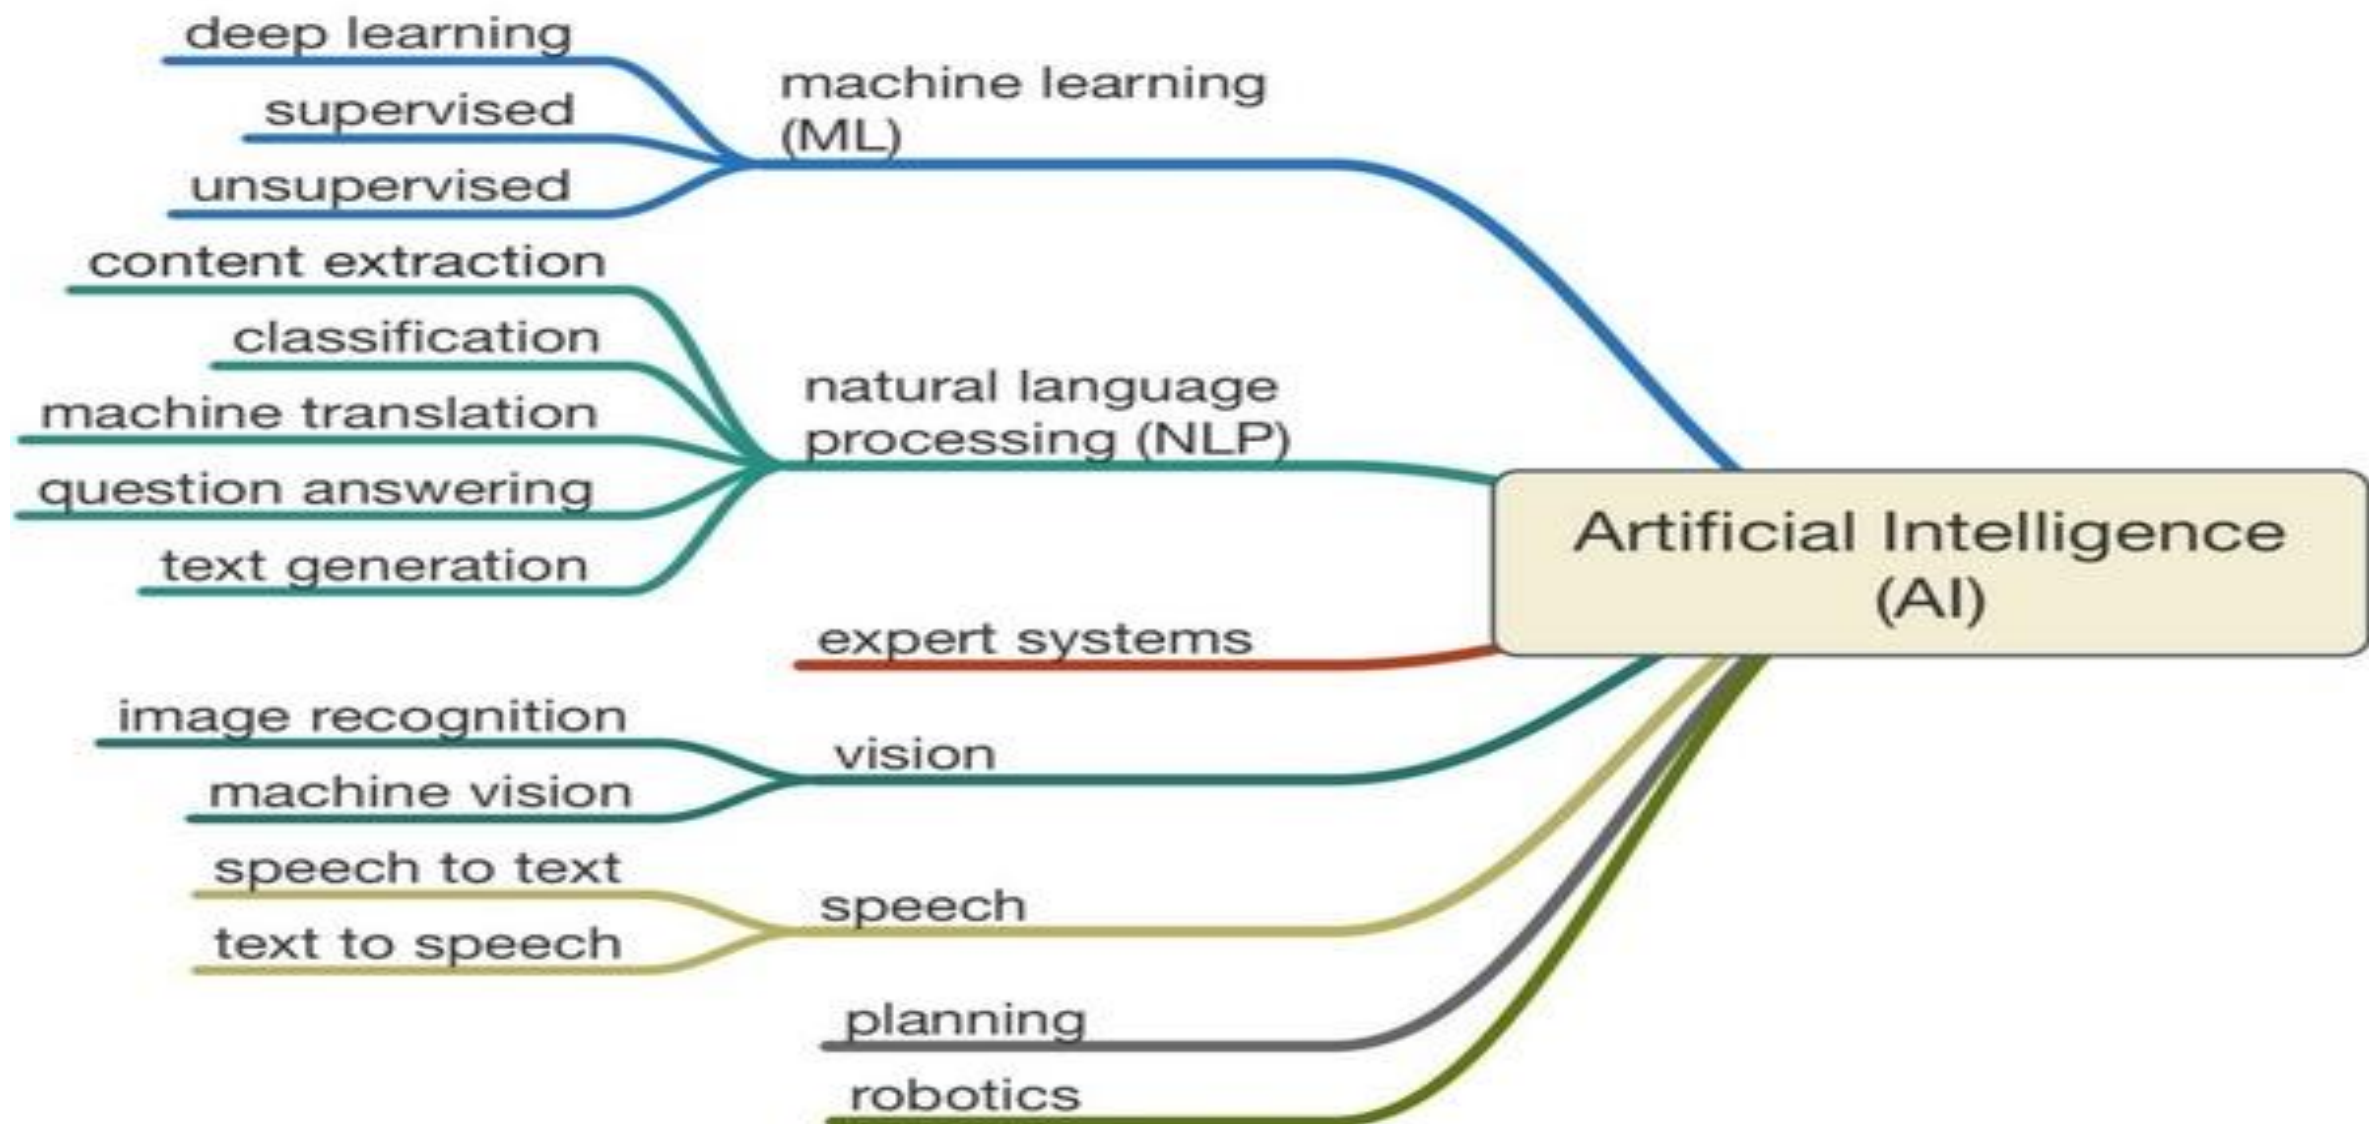 deep learning
supervised
unsupervised
machine learning
(ML)
content extraction
classification
machine translation
question answering
text generation
natural language
processing (NLP)
expert systems
image recognition
machine vision
vision
speech to text
text to speech
speech
planning
robotics
Artificial Intelligence
(AI)